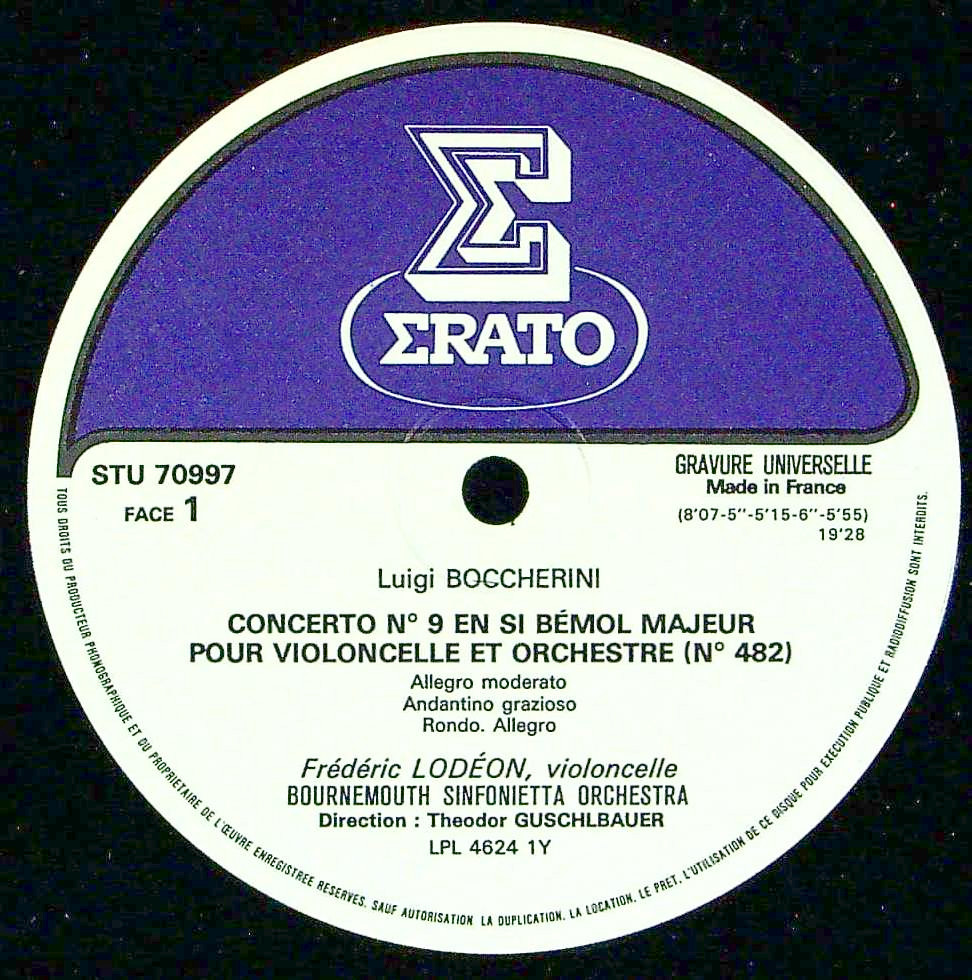 ΣRATO
STU 70997
FACE 1
GRAVURE UNIVERSELLE
Made in France
(8'07-5''-5'15-6''-5'55)
19'28
Luigi BOCCHERINI
CONCERTO N° 9 EN SI BÉMOL MAJEUR
POUR VIOLONCELLE ET ORCHESTRE (N° 482)
Allegro moderato
Andantino grazioso
Rondo. Allegro
Frédéric LODÉON, violoncelle
BOURNEMOUTH SINFONIETTA ORCHESTRA
Direction : Theodor GUSCHLBAUER
LPL 4624 1Y
TOUS DROITS DU PRODUCTEUR PHONOGRAPHIQUE ET DU PROPRIETAIRE DE L'ŒUVRE ENREGISTREE RESERVES. SAUF AUTORISATION LA DUPLICATION, LA LOCATION, LE PRET, L'UTILISATION DE CE DISQUE POUR EXECUTION PUBLIQUE ET RADIODIFFUSION SONT INTERDITS.